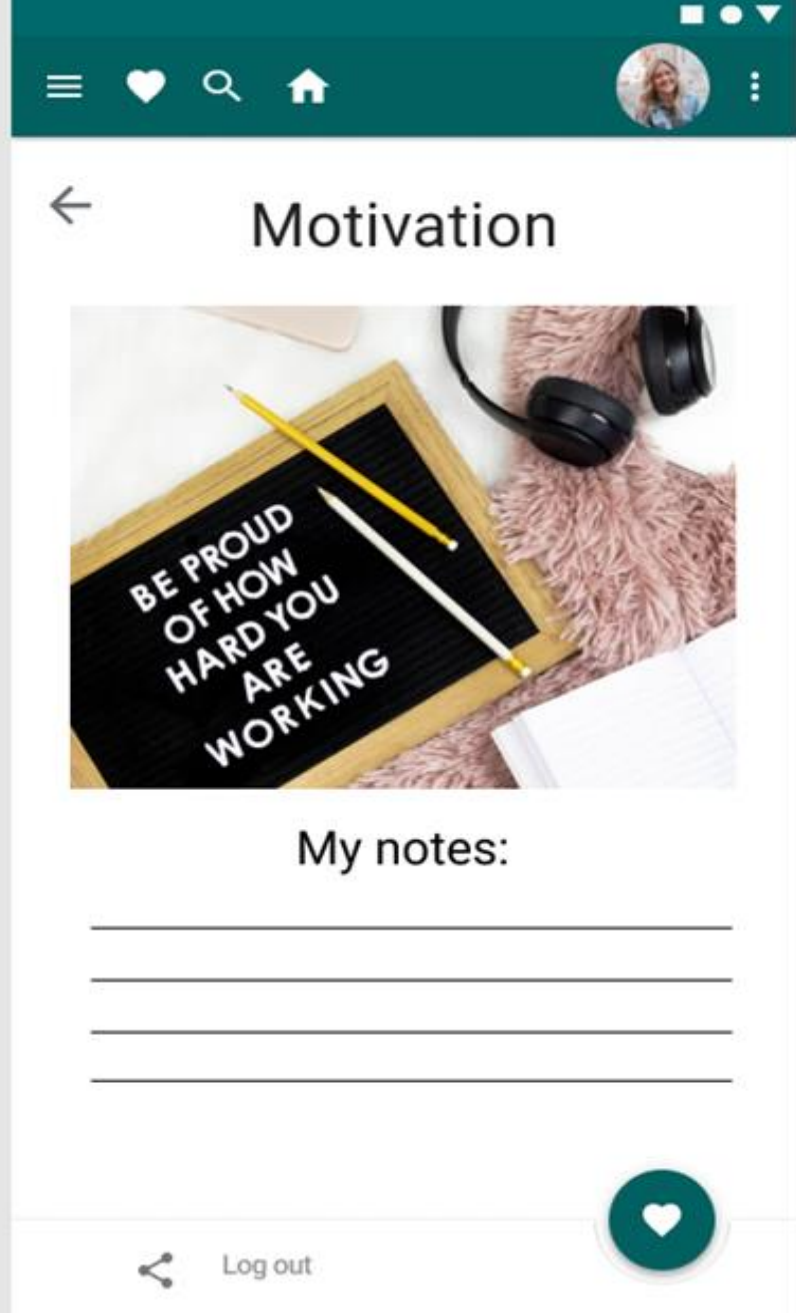 Motivation
BE PROUD
OF HOW
HARD YOU
ARE
WORKING
My notes:
Log out